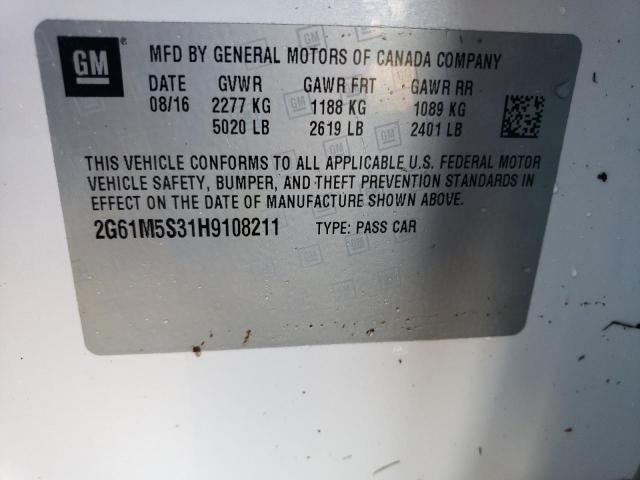 GM
MFD BY GENERAL MOTORS OF CANADA COMPANY
DATE GVWR GAWR FRT GAWR RR
08/16 2277 KG 1188 KG 1089 KG
5020 LB 2619 LB 2401 LB
THIS VEHICLE CONFORMS TO ALL APPLICABLE U.S. FEDERAL MOTOR
VEHICLE SAFETY, BUMPER, AND THEFT PREVENTION STANDARDS IN
EFFECT ON THE DATE OF MANUFACTURE SHOWN ABOVE.
2G61M5S31H9108211 TYPE: PASS CAR